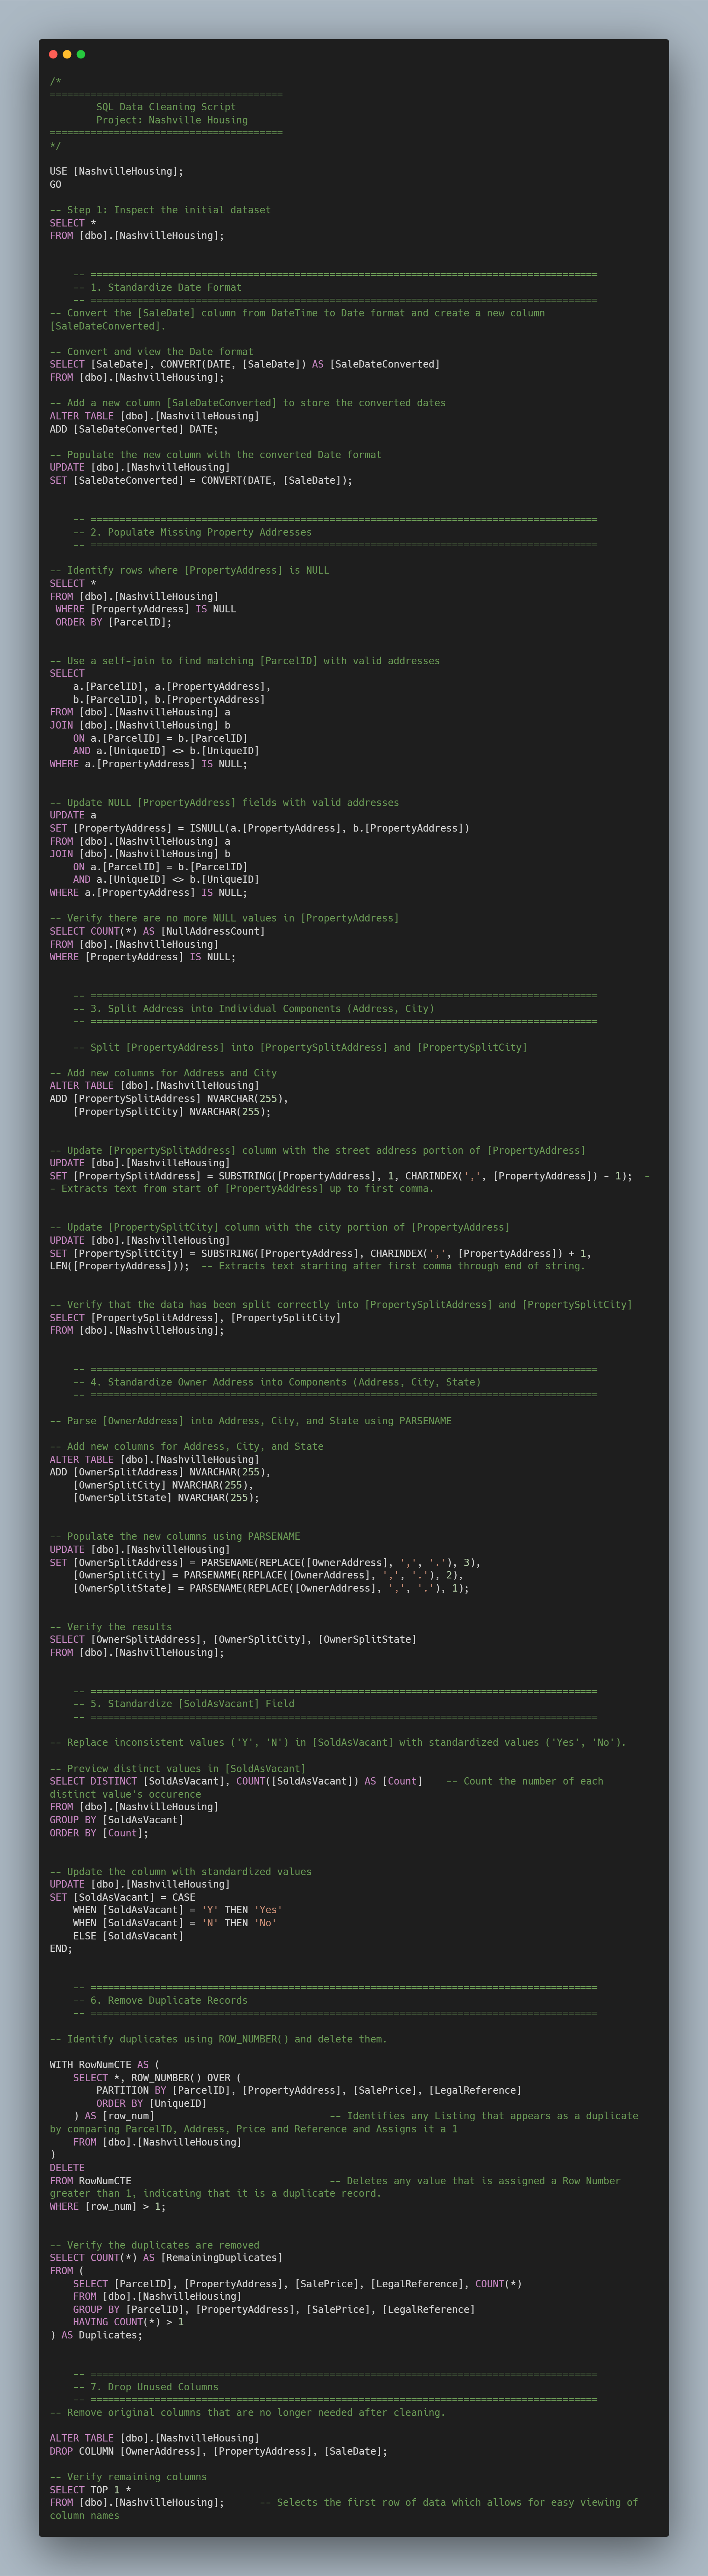 /*
========================================
        SQL Data Cleaning Script
        Project: Nashville Housing
========================================
*/

USE [NashvilleHousing];
GO

-- Step 1: Inspect the initial dataset
SELECT *
FROM [dbo].[NashvilleHousing];


    -- =======================================================================================
    -- 1. Standardize Date Format
    -- =======================================================================================
-- Convert the [SaleDate] column from DateTime to Date format and create a new column
[SaleDateConverted].

-- Convert and view the Date format
SELECT [SaleDate], CONVERT(DATE, [SaleDate]) AS [SaleDateConverted]
FROM [dbo].[NashvilleHousing];

-- Add a new column [SaleDateConverted] to store the converted dates
ALTER TABLE [dbo].[NashvilleHousing]
ADD [SaleDateConverted] DATE;

-- Populate the new column with the converted Date format
UPDATE [dbo].[NashvilleHousing]
SET [SaleDateConverted] = CONVERT(DATE, [SaleDate]);


    -- =======================================================================================
    -- 2. Populate Missing Property Addresses
    -- =======================================================================================

-- Identify rows where [PropertyAddress] is NULL
SELECT *
FROM [dbo].[NashvilleHousing]
 WHERE [PropertyAddress] IS NULL
 ORDER BY [ParcelID];


-- Use a self-join to find matching [ParcelID] with valid addresses
SELECT
    a.[ParcelID], a.[PropertyAddress],
    b.[ParcelID], b.[PropertyAddress]
FROM [dbo].[NashvilleHousing] a
JOIN [dbo].[NashvilleHousing] b
    ON a.[ParcelID] = b.[ParcelID]
    AND a.[UniqueID] <> b.[UniqueID]
WHERE a.[PropertyAddress] IS NULL;


-- Update NULL [PropertyAddress] fields with valid addresses
UPDATE a
SET [PropertyAddress] = ISNULL(a.[PropertyAddress], b.[PropertyAddress])
FROM [dbo].[NashvilleHousing] a
JOIN [dbo].[NashvilleHousing] b
    ON a.[ParcelID] = b.[ParcelID]
    AND a.[UniqueID] <> b.[UniqueID]
WHERE a.[PropertyAddress] IS NULL;

-- Verify there are no more NULL values in [PropertyAddress]
SELECT COUNT(*) AS [NullAddressCount]
FROM [dbo].[NashvilleHousing]
WHERE [PropertyAddress] IS NULL;


    -- =======================================================================================
    -- 3. Split Address into Individual Components (Address, City)
    -- =======================================================================================

    -- Split [PropertyAddress] into [PropertySplitAddress] and [PropertySplitCity]

-- Add new columns for Address and City
ALTER TABLE [dbo].[NashvilleHousing]
ADD [PropertySplitAddress] NVARCHAR(255),
    [PropertySplitCity] NVARCHAR(255);


-- Update [PropertySplitAddress] column with the street address portion of [PropertyAddress]
UPDATE [dbo].[NashvilleHousing]
SET [PropertySplitAddress] = SUBSTRING([PropertyAddress], 1, CHARINDEX(',', [PropertyAddress]) - 1);  -
- Extracts text from start of [PropertyAddress] up to first comma.


-- Update [PropertySplitCity] column with the city portion of [PropertyAddress]
UPDATE [dbo].[NashvilleHousing]
SET [PropertySplitCity] = SUBSTRING([PropertyAddress], CHARINDEX(',', [PropertyAddress]) + 1,
LEN([PropertyAddress]));  -- Extracts text starting after first comma through end of string.


-- Verify that the data has been split correctly into [PropertySplitAddress] and [PropertySplitCity]
SELECT [PropertySplitAddress], [PropertySplitCity]
FROM [dbo].[NashvilleHousing];


    -- =======================================================================================
    -- 4. Standardize Owner Address into Components (Address, City, State)
    -- =======================================================================================

-- Parse [OwnerAddress] into Address, City, and State using PARSENAME

-- Add new columns for Address, City, and State
ALTER TABLE [dbo].[NashvilleHousing]
ADD [OwnerSplitAddress] NVARCHAR(255),
    [OwnerSplitCity] NVARCHAR(255),
    [OwnerSplitState] NVARCHAR(255);


-- Populate the new columns using PARSENAME
UPDATE [dbo].[NashvilleHousing]
SET [OwnerSplitAddress] = PARSENAME(REPLACE([OwnerAddress], ',', '.'), 3),
    [OwnerSplitCity] = PARSENAME(REPLACE([OwnerAddress], ',', '.'), 2),
    [OwnerSplitState] = PARSENAME(REPLACE([OwnerAddress], ',', '.'), 1);


-- Verify the results
SELECT [OwnerSplitAddress], [OwnerSplitCity], [OwnerSplitState]
FROM [dbo].[NashvilleHousing];


    -- =======================================================================================
    -- 5. Standardize [SoldAsVacant] Field
    -- =======================================================================================

-- Replace inconsistent values ('Y', 'N') in [SoldAsVacant] with standardized values ('Yes', 'No').

-- Preview distinct values in [SoldAsVacant]
SELECT DISTINCT [SoldAsVacant], COUNT([SoldAsVacant]) AS [Count]    -- Count the number of each
distinct value's occurence
FROM [dbo].[NashvilleHousing]
GROUP BY [SoldAsVacant]
ORDER BY [Count];


-- Update the column with standardized values
UPDATE [dbo].[NashvilleHousing]
SET [SoldAsVacant] = CASE
    WHEN [SoldAsVacant] = 'Y' THEN 'Yes'
    WHEN [SoldAsVacant] = 'N' THEN 'No'
    ELSE [SoldAsVacant]
END;


    -- =======================================================================================
    -- 6. Remove Duplicate Records
    -- =======================================================================================

-- Identify duplicates using ROW_NUMBER() and delete them.

WITH RowNumCTE AS (
    SELECT *, ROW_NUMBER() OVER (
        PARTITION BY [ParcelID], [PropertyAddress], [SalePrice], [LegalReference]
        ORDER BY [UniqueID]
    ) AS [row_num]                              -- Identifies any Listing that appears as a duplicate
by comparing ParcelID, Address, Price and Reference and Assigns it a 1
    FROM [dbo].[NashvilleHousing]
)
DELETE
FROM RowNumCTE                                  -- Deletes any value that is assigned a Row Number
greater than 1, indicating that it is a duplicate record.
WHERE [row_num] > 1;


-- Verify the duplicates are removed
SELECT COUNT(*) AS [RemainingDuplicates]
FROM (
    SELECT [ParcelID], [PropertyAddress], [SalePrice], [LegalReference], COUNT(*)
    FROM [dbo].[NashvilleHousing]
    GROUP BY [ParcelID], [PropertyAddress], [SalePrice], [LegalReference]
    HAVING COUNT(*) > 1
) AS Duplicates;


    -- =======================================================================================
    -- 7. Drop Unused Columns
    -- =======================================================================================
-- Remove original columns that are no longer needed after cleaning.

ALTER TABLE [dbo].[NashvilleHousing]
DROP COLUMN [OwnerAddress], [PropertyAddress], [SaleDate];

-- Verify remaining columns
SELECT TOP 1 *
FROM [dbo].[NashvilleHousing];      -- Selects the first row of data which allows for easy viewing of
column names